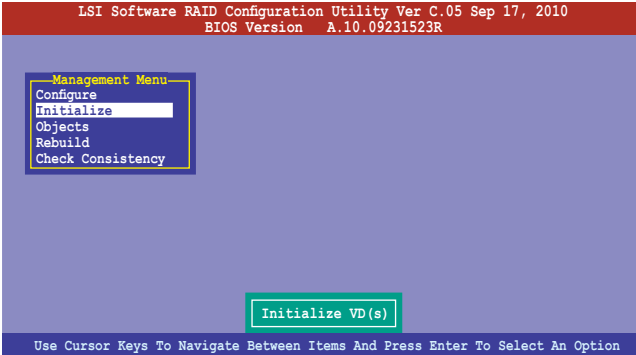 LSI Software RAID Configuration Utility Ver C.05 Sep 17, 2010
BIOS Version A.10.09231523R
Management Menu
Configure
Initialize
Objects
Rebuild
Check Consistency
Initialize VD(s)
Use Cursor Keys To Navigate Between Items And Press Enter To Select An Option